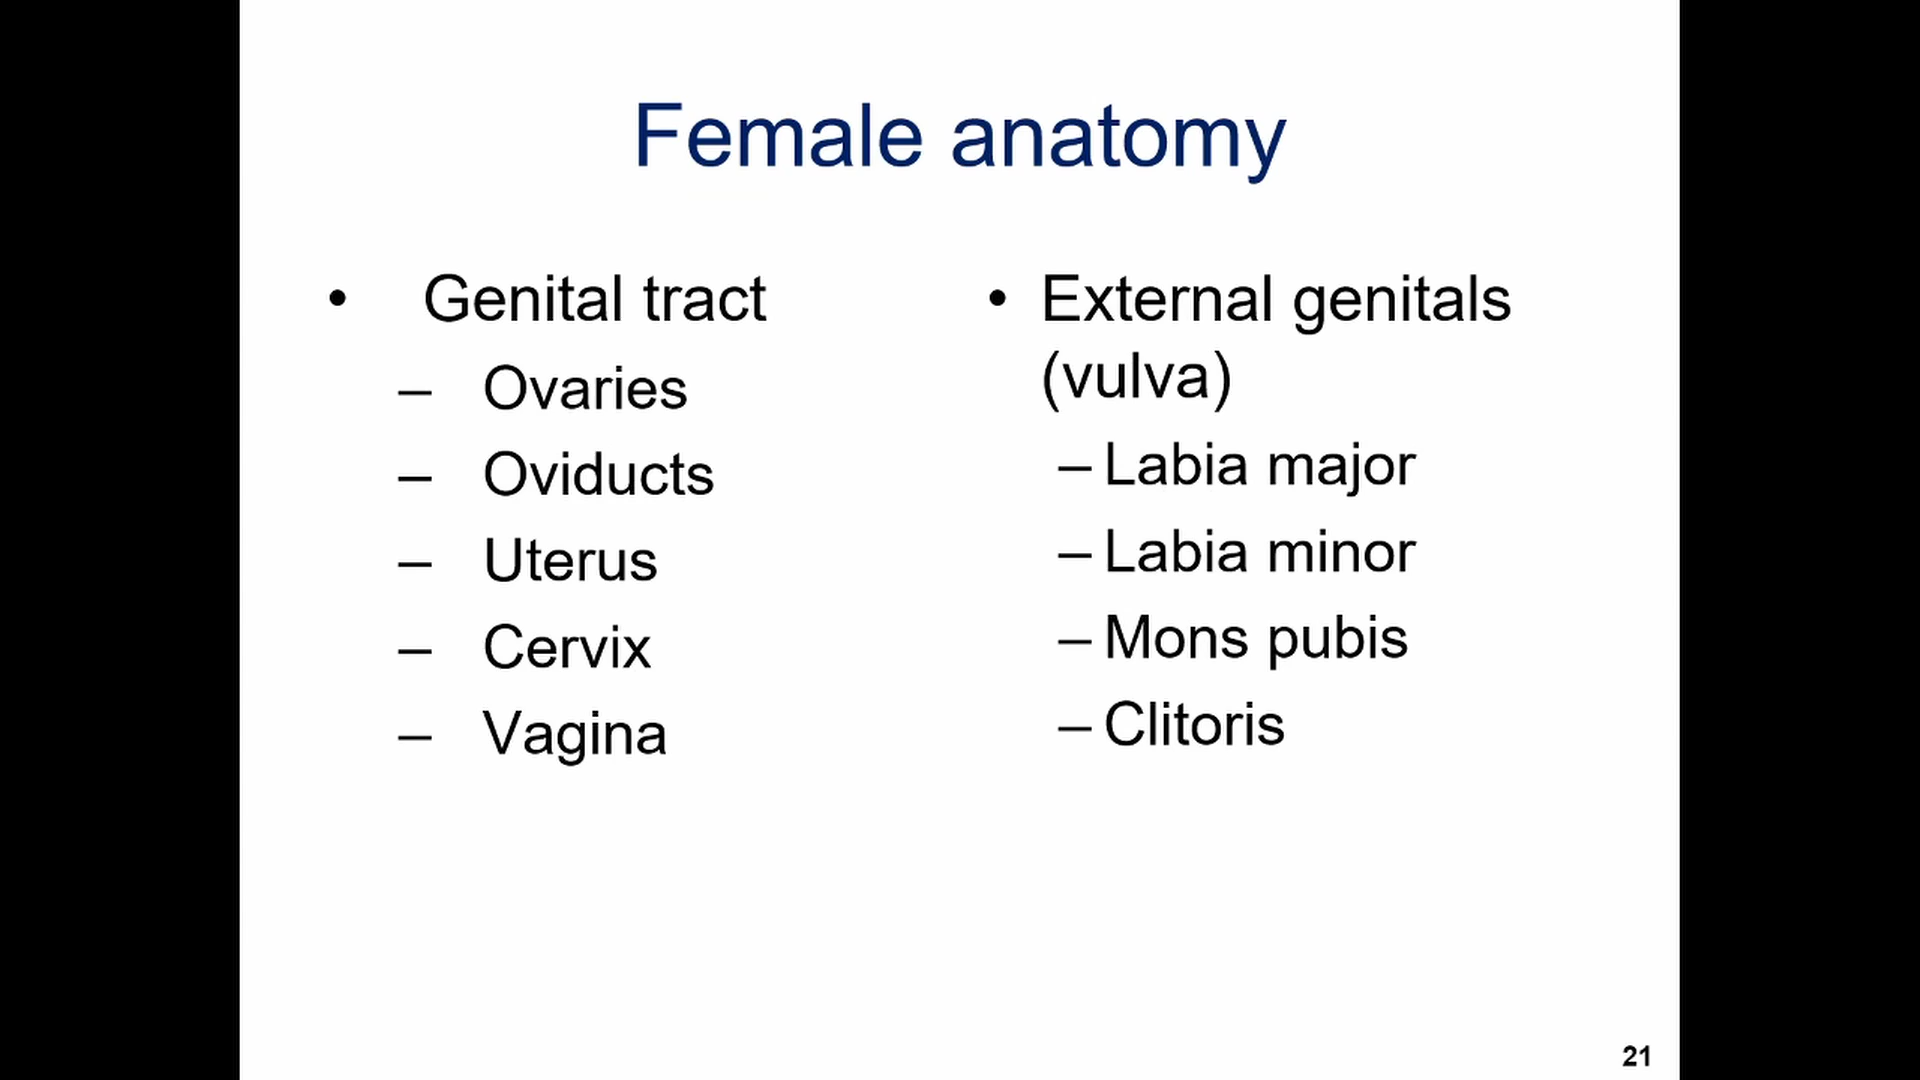 Female anatomy
• Genital tract
– Ovaries
– Oviducts
– Uterus
– Cervix
– Vagina
• External genitals
(vulva)
– Labia major
– Labia minor
– Mons pubis
– Clitoris
21